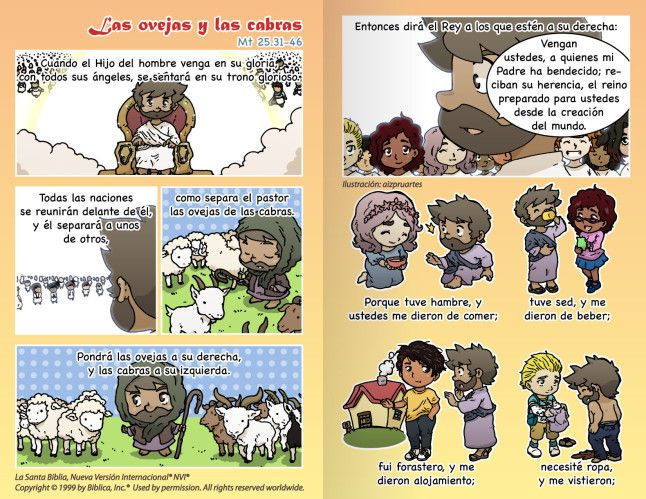 Las ovejas y las cabras
Mt 25.31-46
Cuando el Hijo del hombre venga en su gloria,
con todos sus ángeles, se sentará en su trono glorioso.
Todas las naciones
se reunirán delante de él,
y él separará a unos
de otros,
como separa el pastor
las ovejas de las cabras.
Pondrá las ovejas a su derecha,
y las cabras a su izquierda.
La Santa Biblia, Nueva Versión Internacional® NVI®
Copyright © 1999 by Biblica, Inc.® Used by permission. All rights reserved worldwide.
Entonces dirá el Rey a los que estén a su derecha:
Vengan
ustedes, a quienes mi
Padre ha bendecido; re-
ciban su herencia, el reino
preparado para ustedes
desde la creación
del mundo.
Ilustración: aizpruartes
Porque tuve hambre, y
ustedes me dieron de comer;
tuve sed, y me
dieron de beber;
fui forastero, y me
dieron alojamiento;
necesité ropa,
y me vistieron;